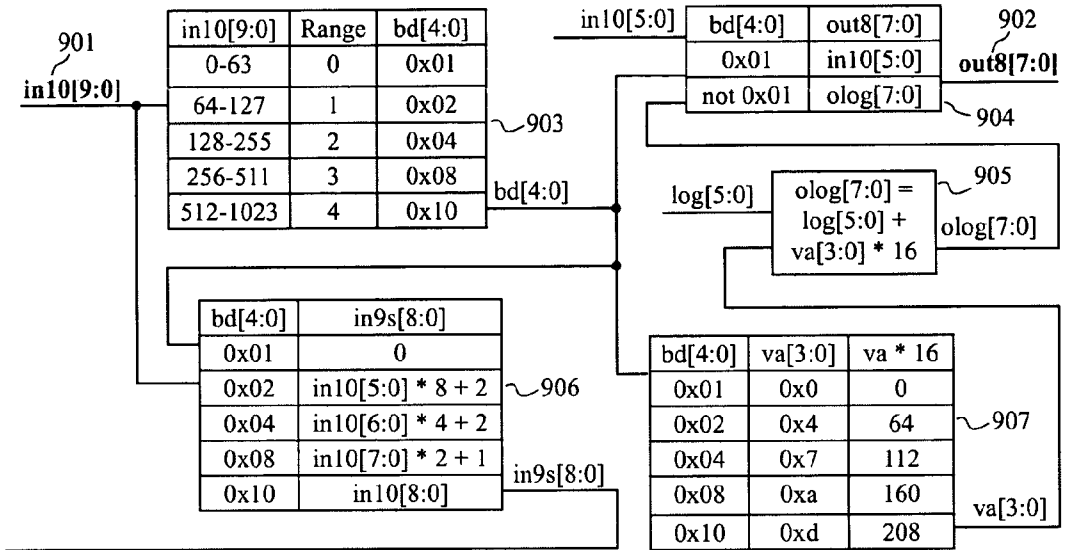 901
in10[9:0]
in10[9:0] Range bd[4:0]
0-63 0 0x01
64-127 1 0x02
128-255 2 0x04
256-511 3 0x08
512-1023 4 0x10
903
bd[4:0]
in10[5:0]
bd[4:0] out8[7:0]
0x01 in10[5:0]
not 0x01 olog[7:0]
902
out8[7:0]
904
log[5:0]
olog[7:0] =
log[5:0] +
va[3:0] * 16
905
olog[7:0]
bd[4:0] in9s[8:0]
0x01 0
0x02 in10[5:0] * 8 + 2
0x04 in10[6:0] * 4 + 2
0x08 in10[7:0] * 2 + 1
0x10 in10[8:0]
906
in9s[8:0]
bd[4:0] va[3:0] va * 16
0x01 0x0 0
0x02 0x4 64
0x04 0x7 112
0x08 0xa 160
0x10 0xd 208
907
va[3:0]